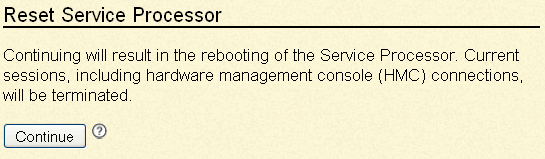 Reset Service Processor
Continuing will result in the rebooting of the Service Processor. Current
sessions, including hardware management console (HMC) connections,
will be terminated.
Continue ?